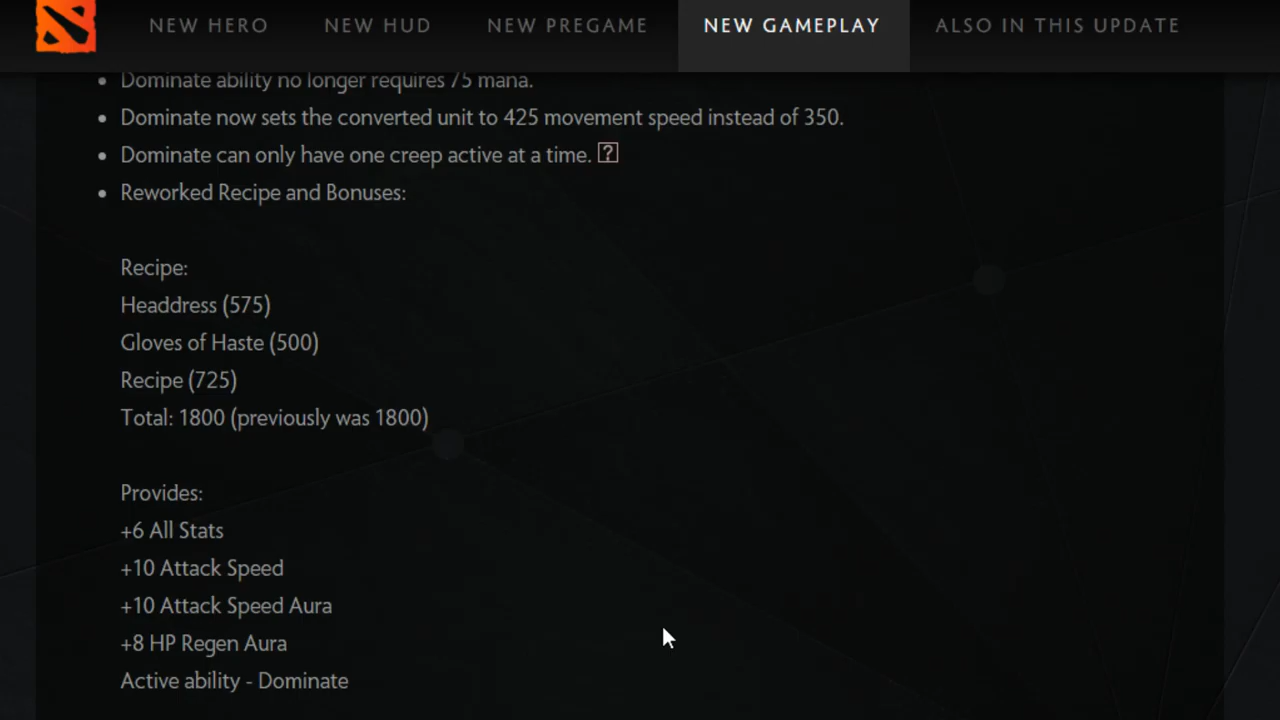 NEW HERO NEW HUD NEW PREGAME NEW GAMEPLAY ALSO IN THIS UPDATE
• Dominate ability no longer requires 75 mana.
• Dominate now sets the converted unit to 425 movement speed instead of 350.
• Dominate can only have one creep active at a time. ?
• Reworked Recipe and Bonuses:
Recipe:
Headdress (575)
Gloves of Haste (500)
Recipe (725)
Total: 1800 (previously was 1800)
Provides:
+6 All Stats
+10 Attack Speed
+10 Attack Speed Aura
+8 HP Regen Aura
Active ability - Dominate